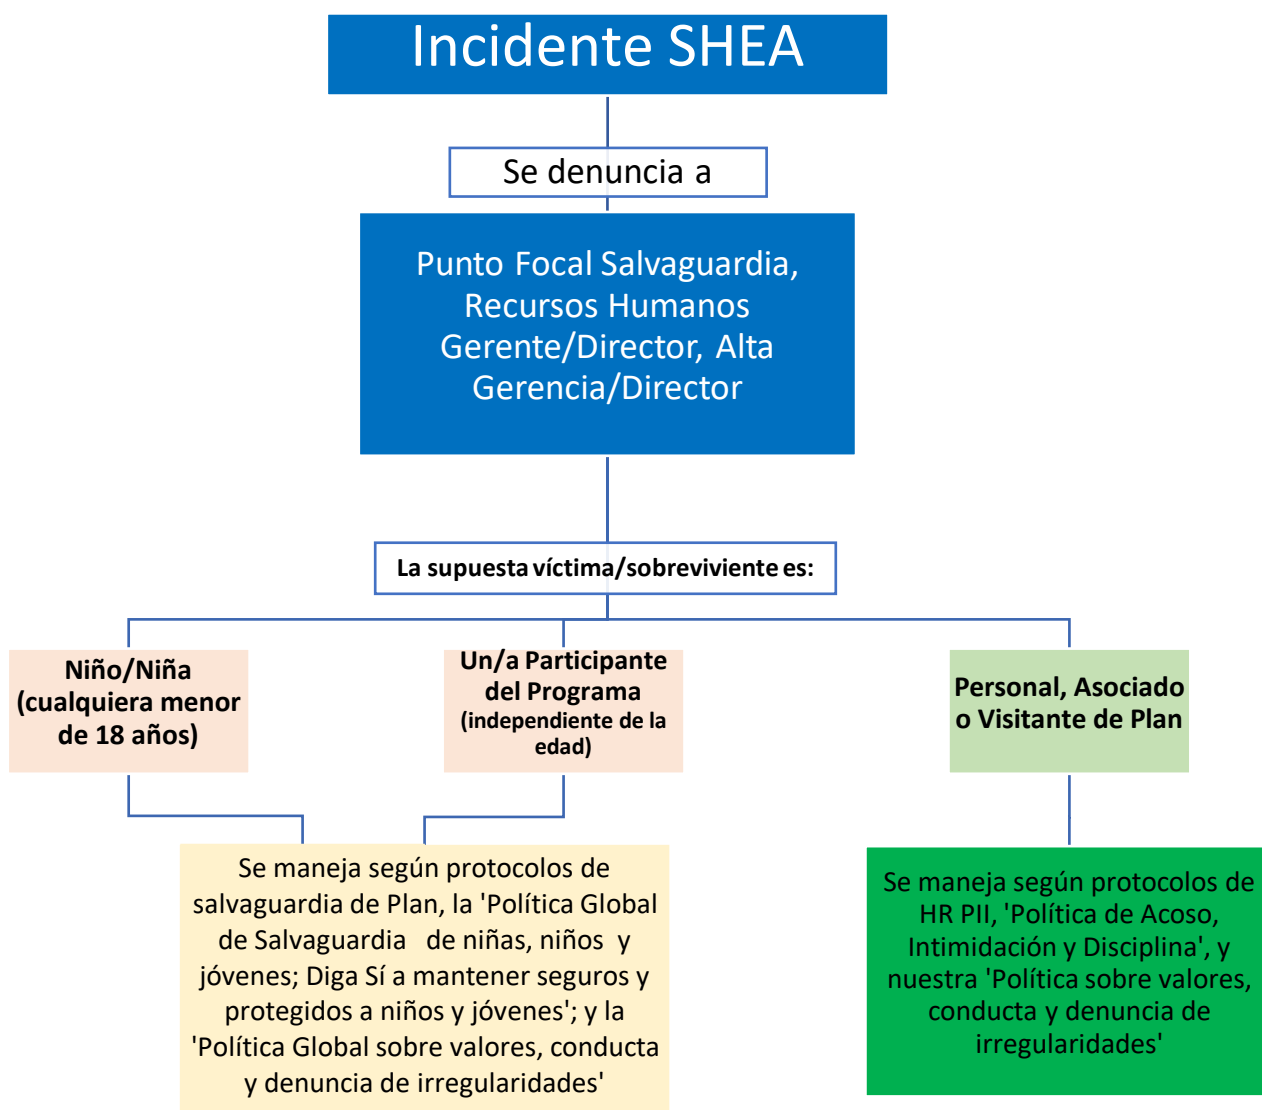 Incidente SHEA
Se denuncia a
Punto Focal Salvaguardia,
Recursos Humanos
Gerente/Director, Alta
Gerencia/Director
La supuesta víctima/sobreviviente es:
Niño/Niña
(cualquiera menor
de 18 años)
Un/a Participante
del Programa
(independiente de la
edad)
Personal, Asociado
o Visitante de Plan
Se maneja según protocolos de
salvaguardia de Plan, la 'Política Global
de Salvaguardia de niñas, niños y
jóvenes; Diga Sí a mantener seguros y
protegidos a niños y jóvenes'; y la
'Política Global sobre valores, conducta
y denuncia de irregularidades'
Se maneja según protocolos de
HR PII, 'Política de Acoso,
Intimidación y Disciplina', y
nuestra 'Política sobre valores,
conducta y denuncia de
irregularidades'